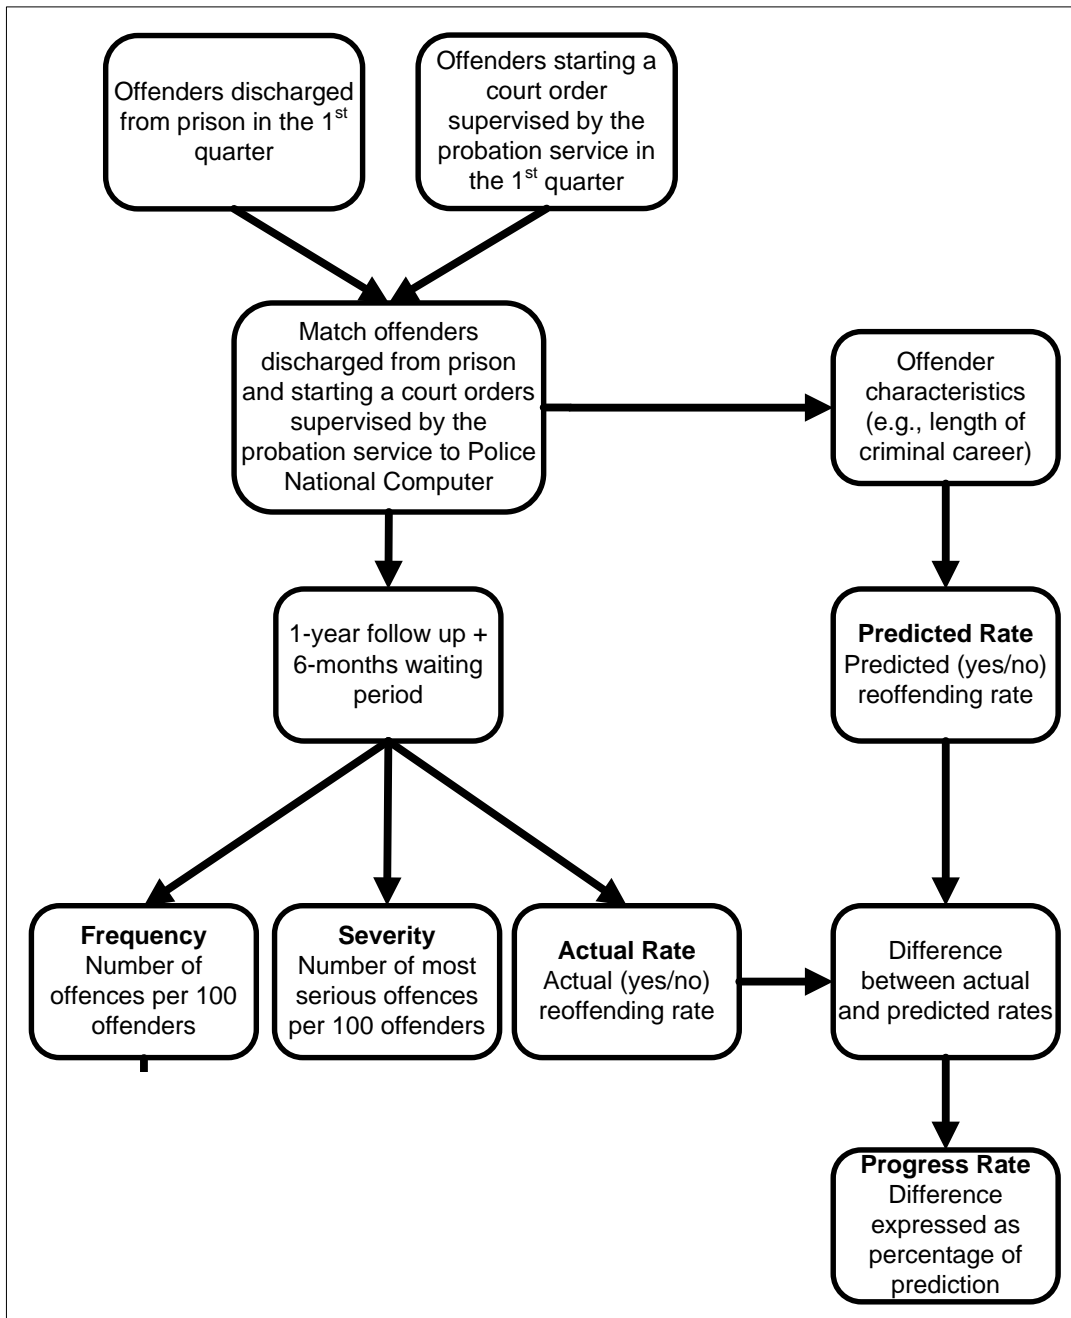 Offenders discharged
from prison in the 1st
quarter
Offenders starting a
court order
supervised by the
probation service in
the 1st quarter
Match offenders
discharged from prison
and starting a court orders
supervised by the
probation service to Police
National Computer
Offender
characteristics
(e.g., length of
criminal career)
1-year follow up +
6-months waiting
period
Predicted Rate
Predicted (yes/no)
reoffending rate
Frequency
Number of
offences per 100
offenders
Severity
Number of most
serious offences
per 100 offenders
Actual Rate
Actual (yes/no)
reoffending rate
Difference
between actual
and predicted rates
Progress Rate
Difference
expressed as
percentage of
prediction